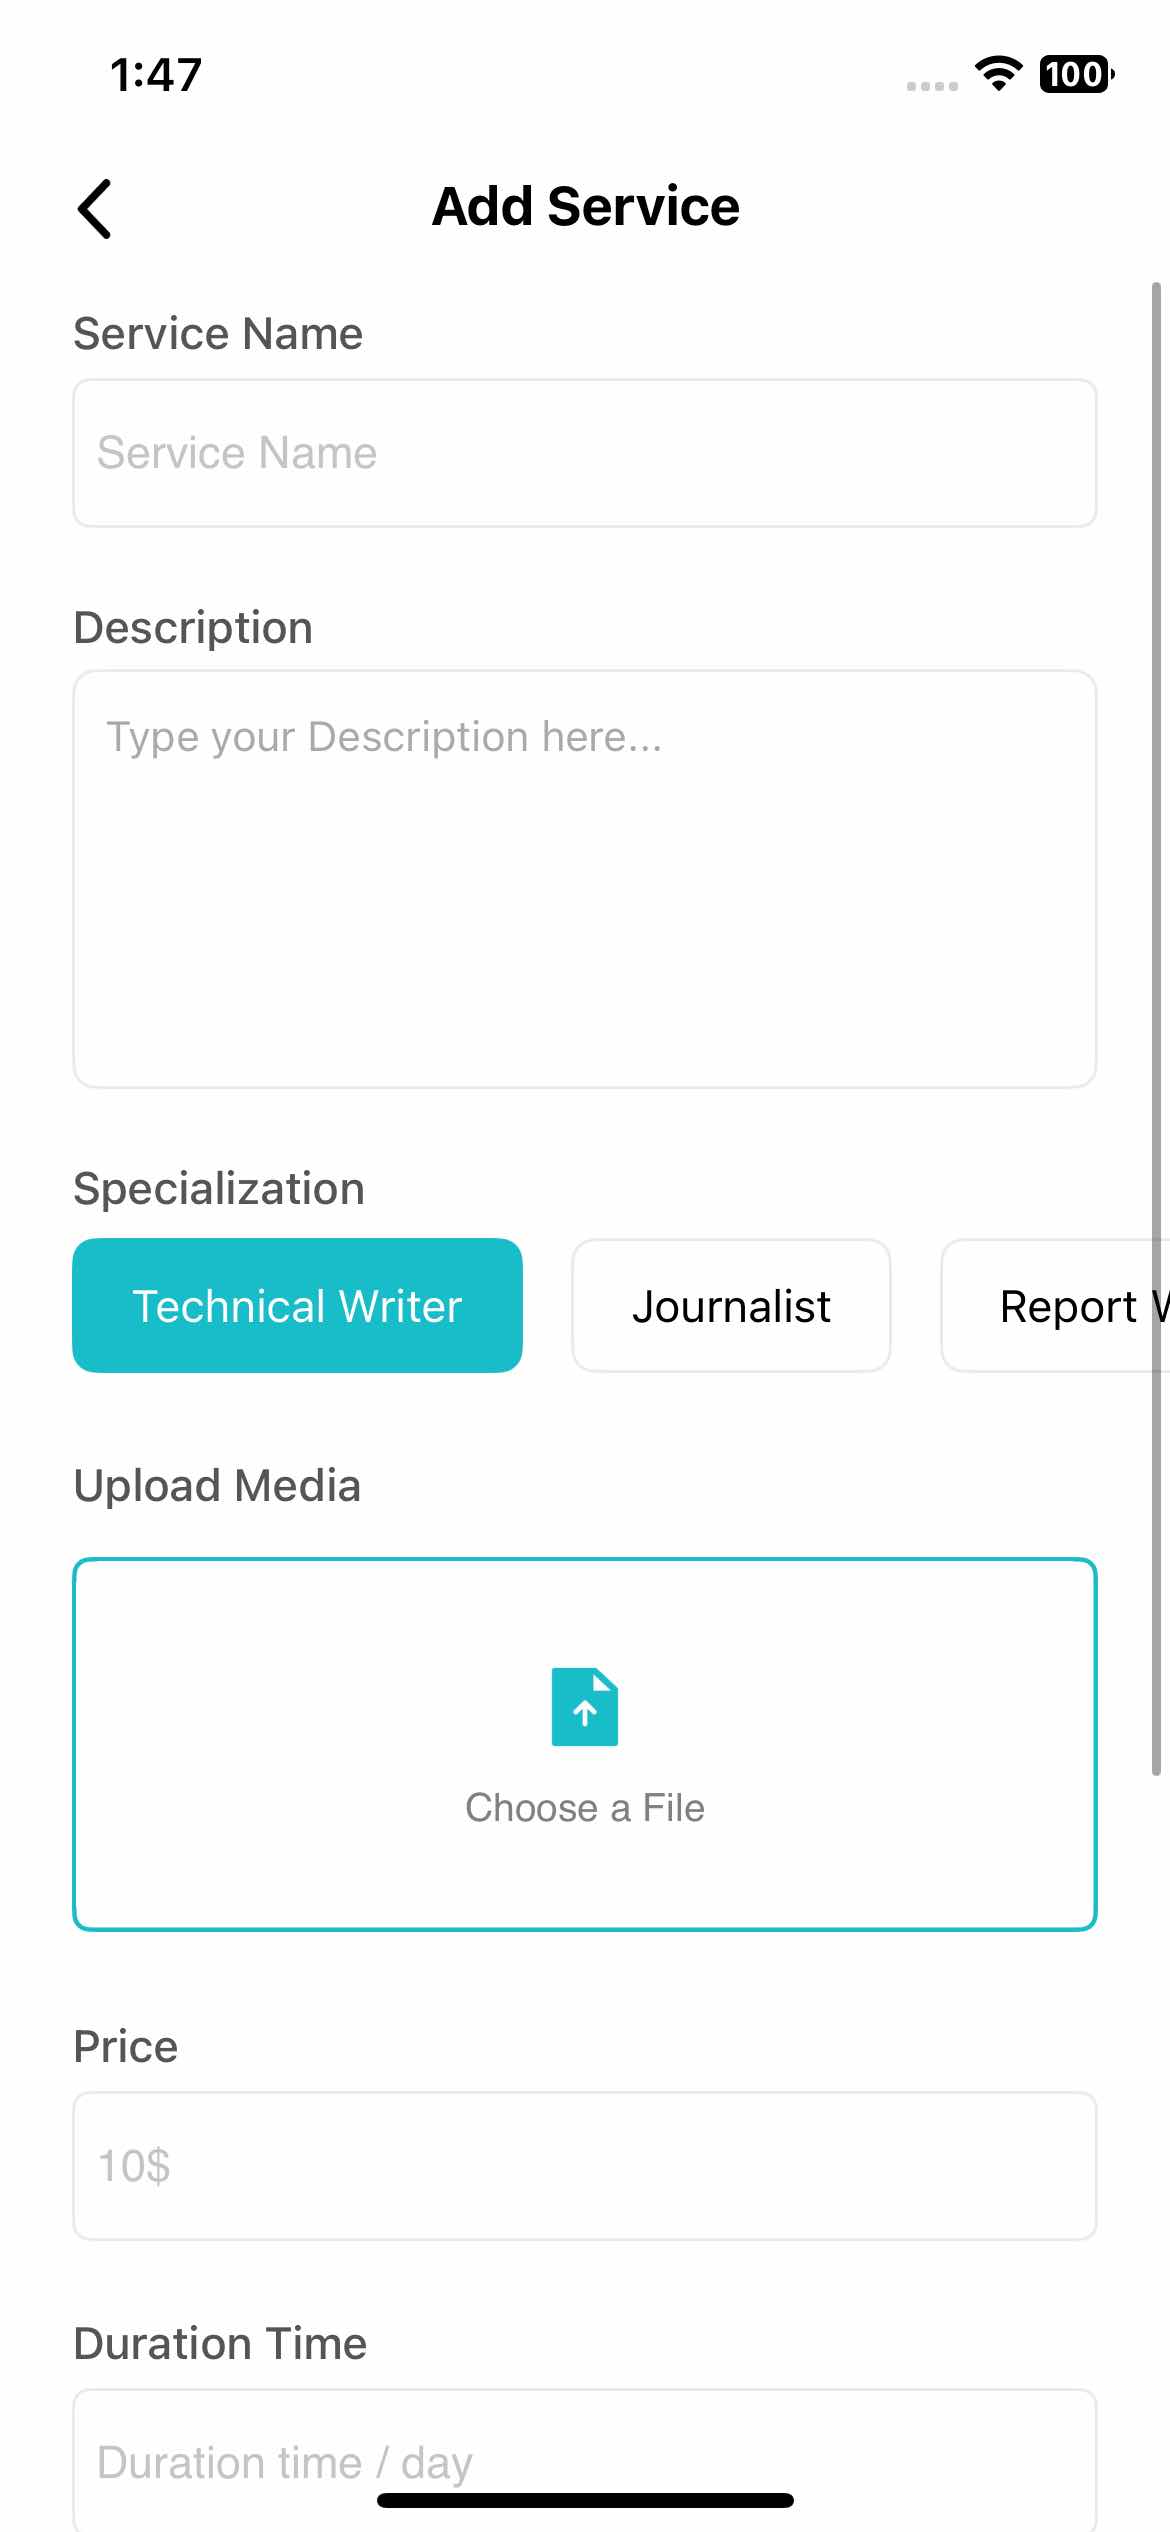 1:47
100
Add Service
Service Name
Service Name
Description
Type your Description here...
Specialization
Technical Writer
Journalist
Report
Upload Media
Choose a File
Price
10$
Duration Time
Duration time / day